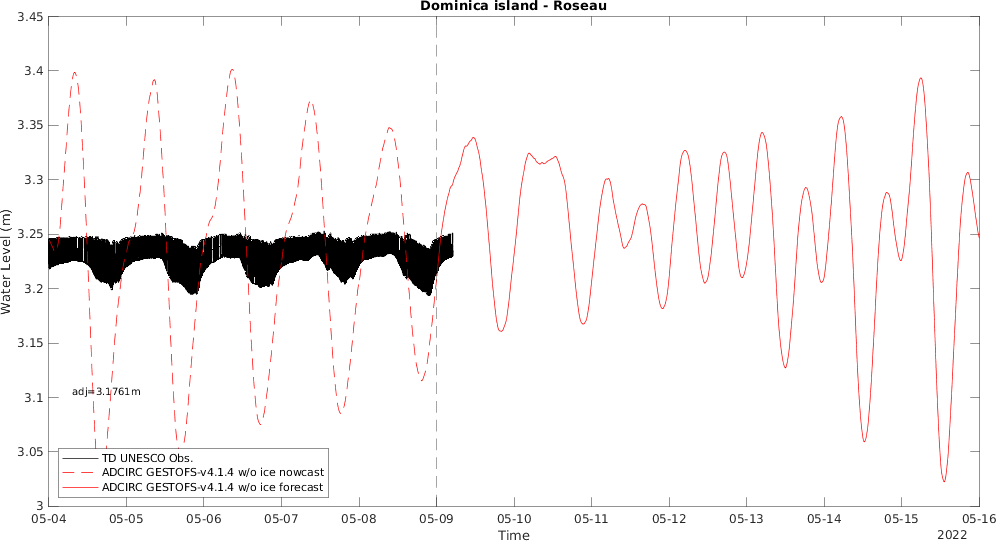 Dominica island - Roseau
3.45
3.4
3.35
3.3
3.25
3.2
3.15
3.1
3.05
3
Water Level (m)
adj=3.1761m
TD UNESCO Obs.
ADCIRC GESTOFS-v4.1.4 w/o ice nowcast
ADCIRC GESTOFS-v4.1.4 w/o ice forecast
05-04 05-05 05-06 05-07 05-08 05-09 05-10 05-11 05-12 05-13 05-14 05-15 05-16
Time
2022